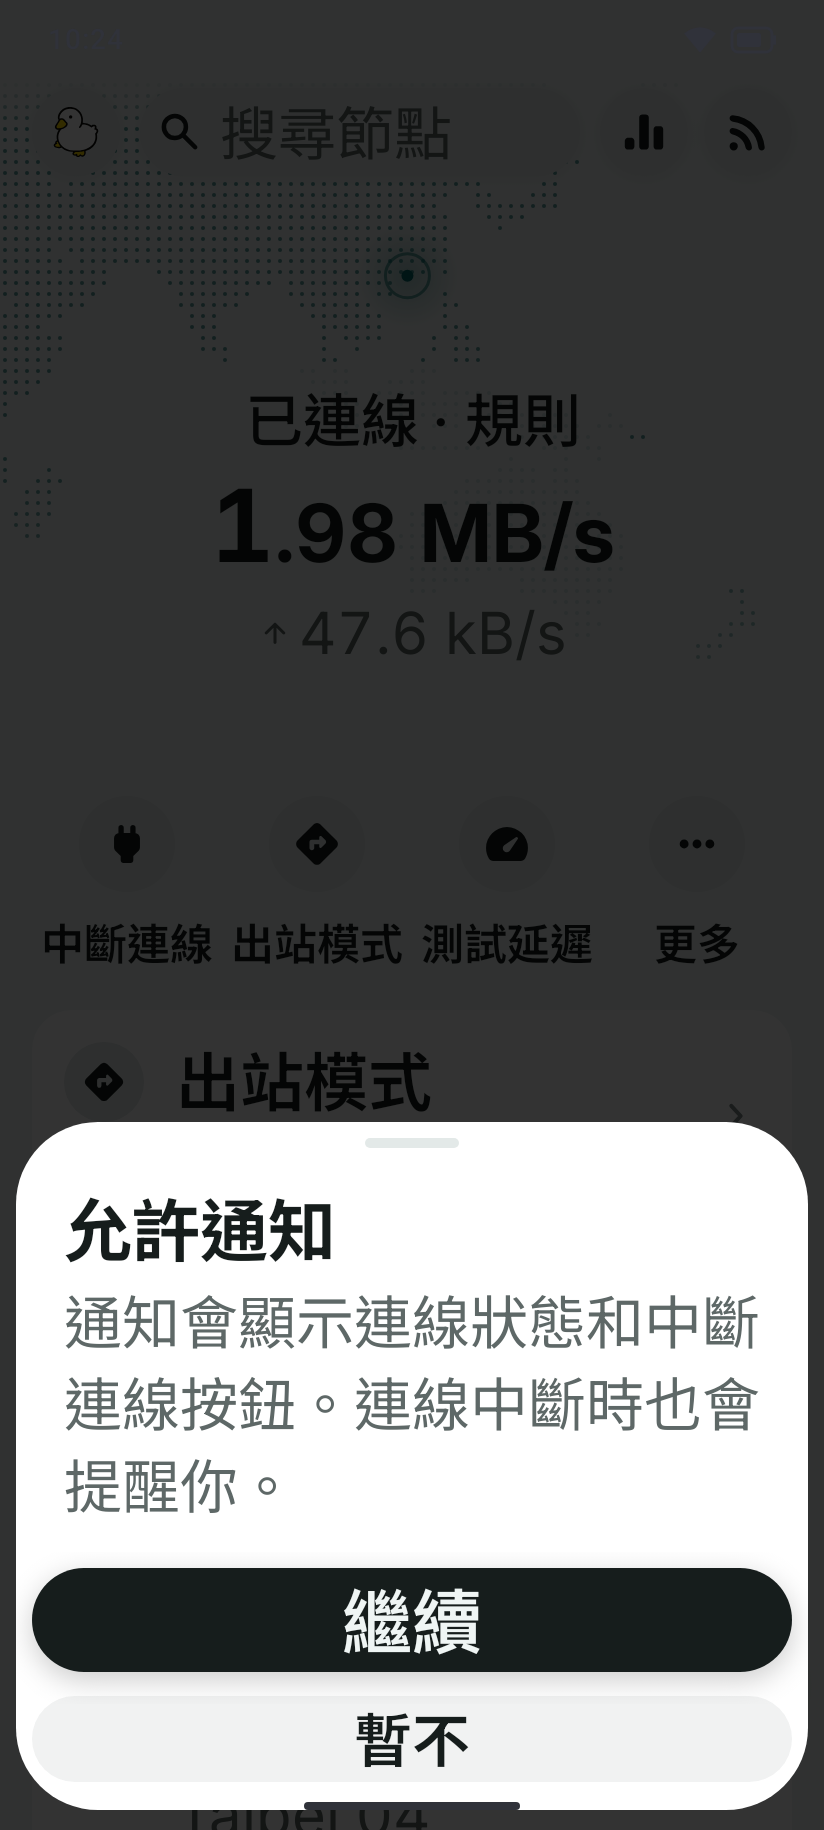 搜尋節點
已連線 · 規則
1.98 MB/s
↑ 47.6 kB/s
中斷連線 出站模式 測試延遲 更多
出站模式
允許通知
通知會顯示連線狀態和中斷
連線按鈕。連線中斷時也會
提醒你。
繼續
暫不
Taipei 04